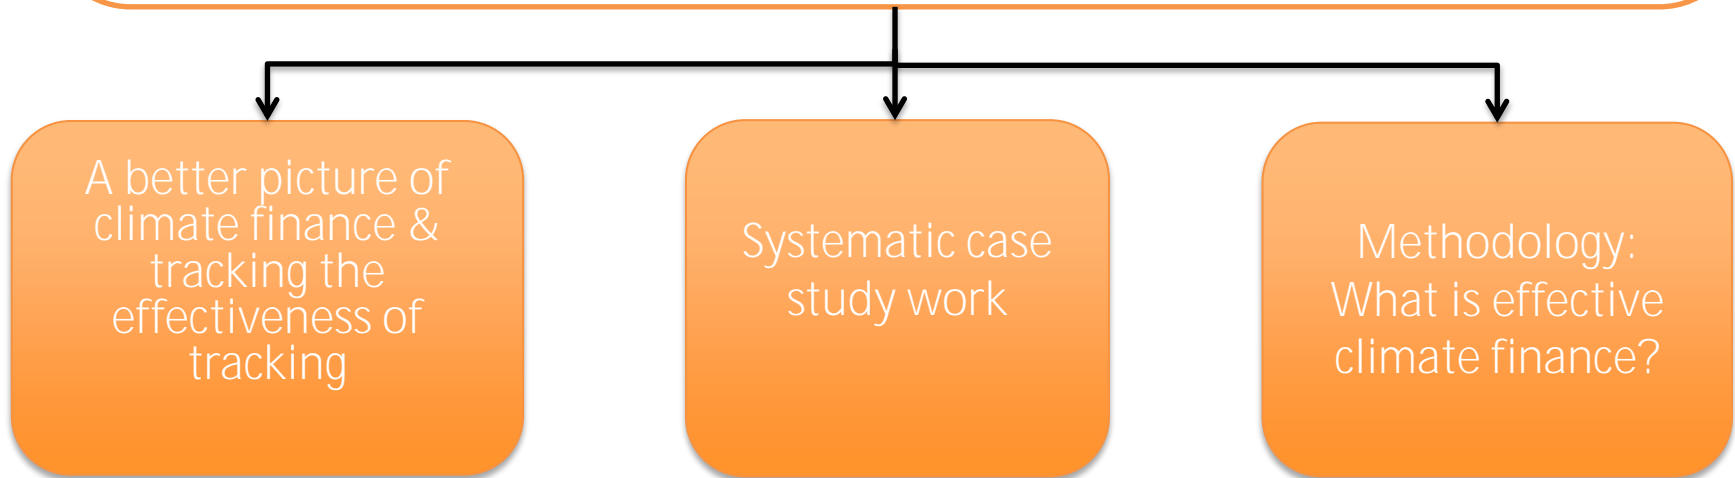 A better picture of
climate finance &
tracking the
effectiveness of
tracking
Systematic case
study work
Methodology:
What is effective
climate finance?